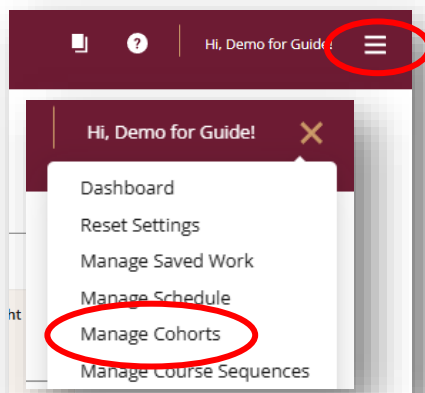 ?
Hi, Demo for Guide!
Hi, Demo for Guide!
Dashboard
Reset Settings
Manage Saved Work
Manage Schedule
ht
Manage Cohorts
Manage Course Sequences